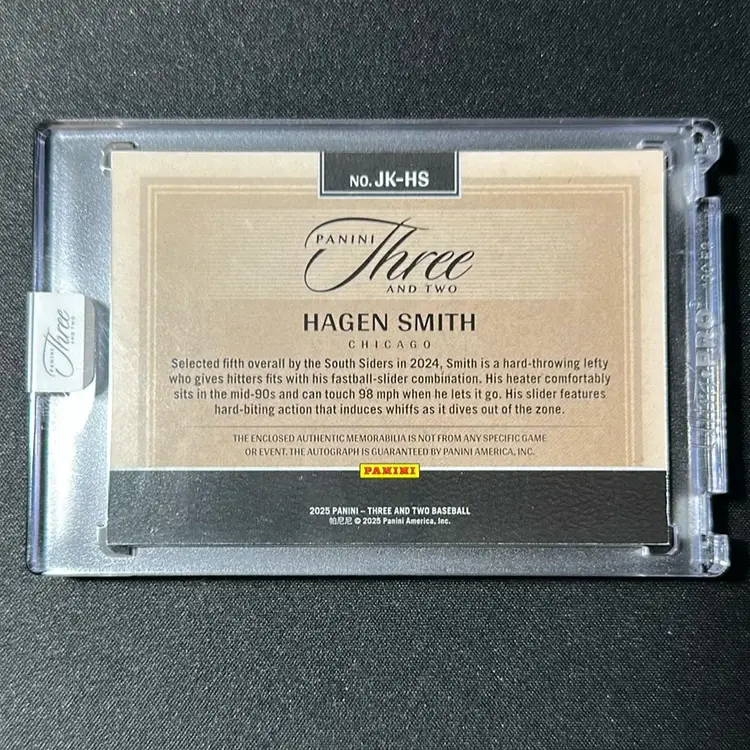 NO. JK-HS
PANINI
Three
AND TWO
HAGEN SMITH
CHICAGO
Selected fifth overall by the South Siders in 2024, Smith is a hard-throwing lefty
who gives hitters fits with his fastball-slider combination. His heater comfortably
sits in the mid-90s and can touch 98 mph when he lets it go. His slider features
hard-biting action that induces whiffs as it dives out of the zone.
THE ENCLOSED AUTHENTIC MEMORABILIA IS NOT FROM ANY SPECIFIC GAME
OR EVENT. THE AUTOGRAPH IS GUARANTEED BY PANINI AMERICA, INC.
PANINI
2025 PANINI – THREE AND TWO BASEBALL
帕尼尼 © 2025 Panini America, Inc.
PANINI
Three
AND TWO